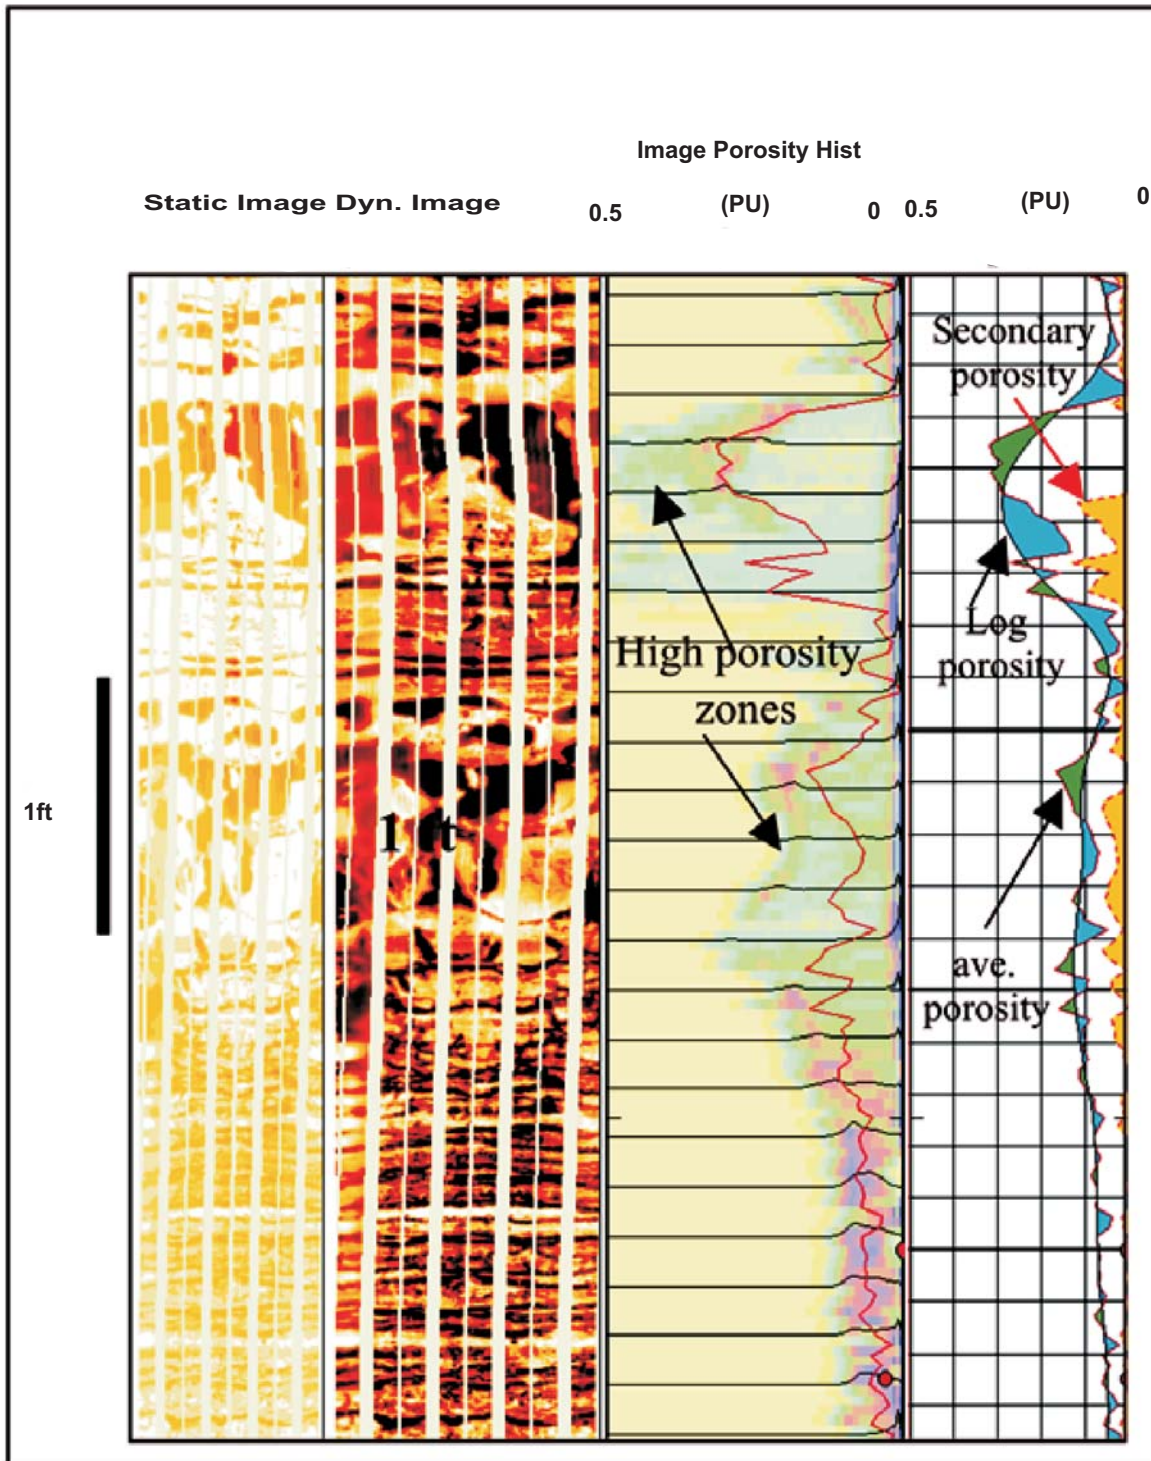 Image Porosity Hist
Static Image Dyn. Image
0.5 (PU) 0 0.5 (PU) 0
Secondary
porosity
High porosity
zones
Log
porosity
1ft
1 ft
ave.
porosity